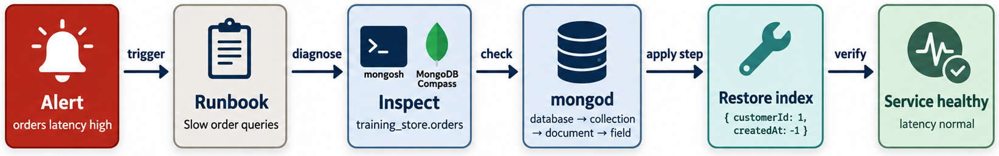 Alert
orders latency high
trigger
Runbook
Slow order queries
diagnose
mongosh
MongoDB
Compass
Inspect
training_store.orders
check
mongod
database → collection
→ document → field
apply step
Restore index
{ customerId: 1,
createdAt: -1 }
verify
Service healthy
latency normal